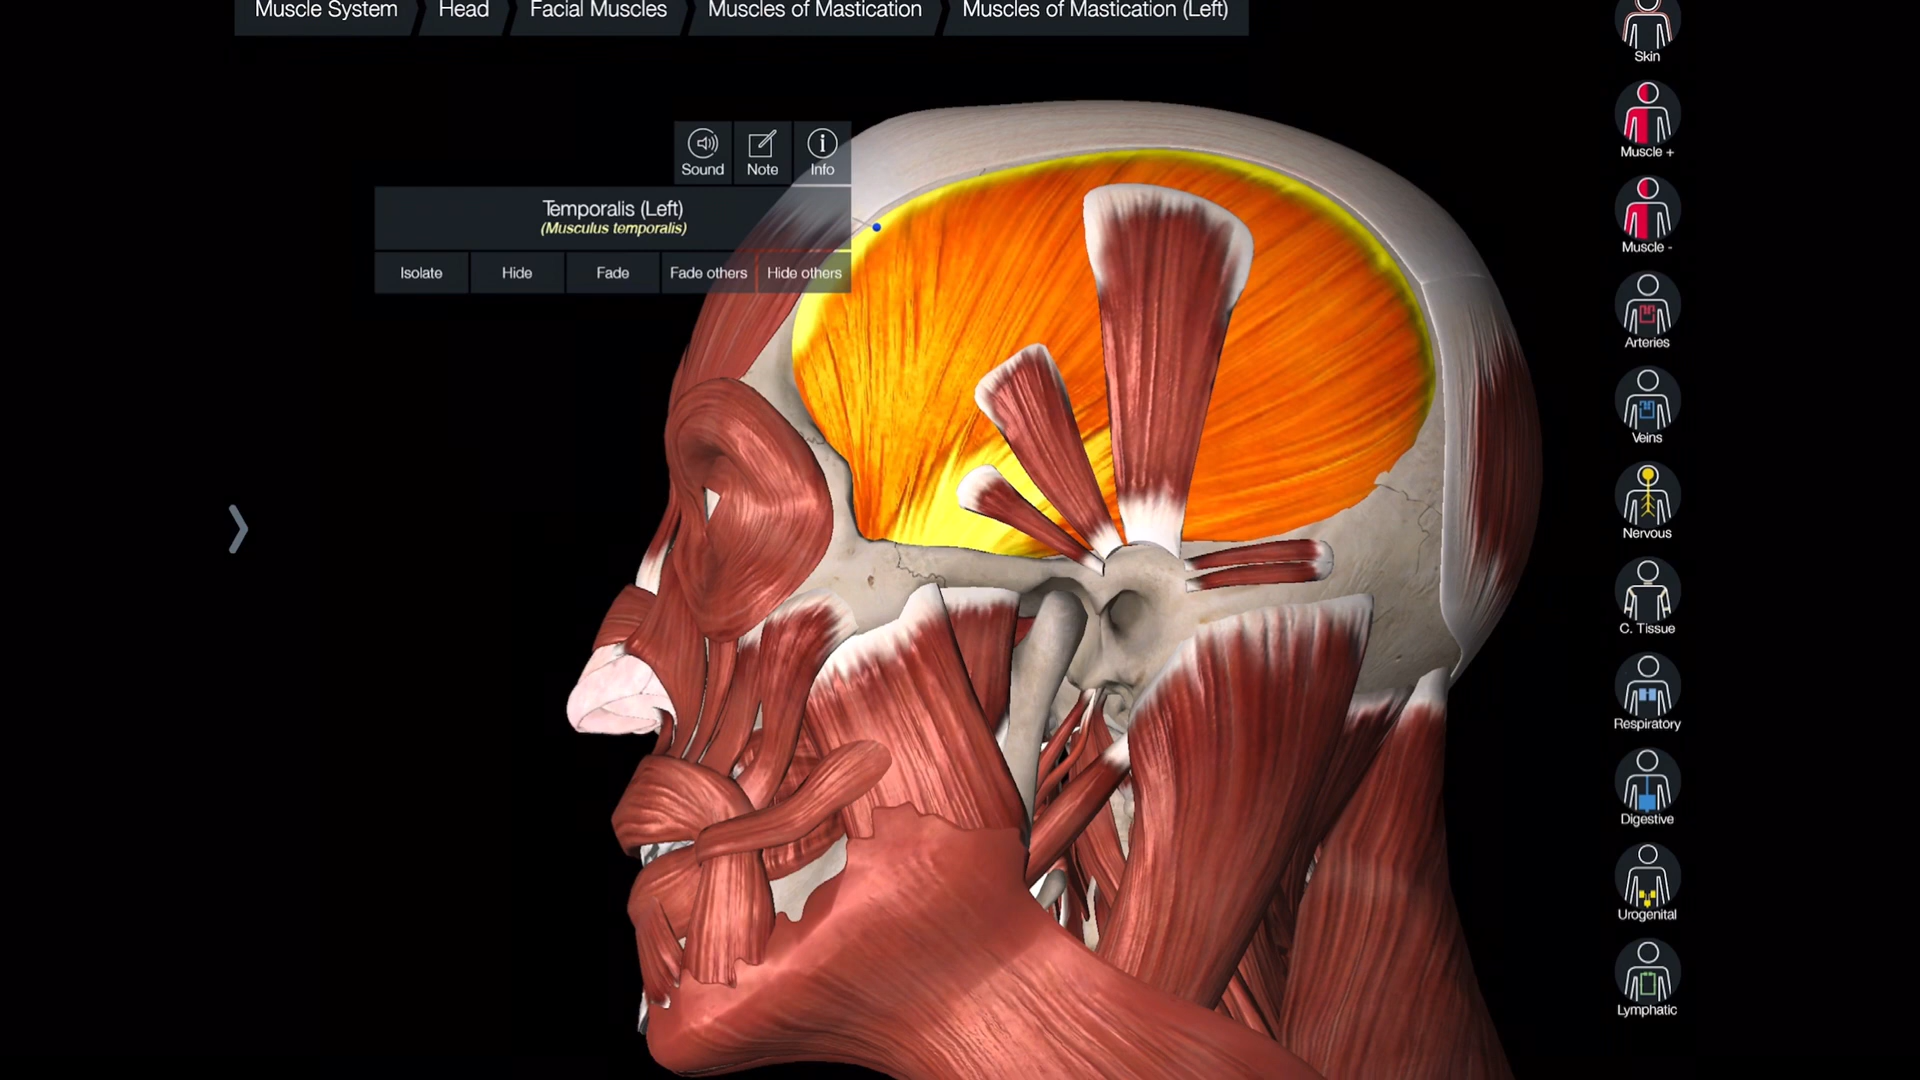 Muscle System
Head
Facial Muscles
Muscles of Mastication
Muscles of Mastication (Left)
Sound
Note
Info
Temporalis (Left)
(Musculus temporalis)
Isolate
Hide
Fade
Fade others
Hide others
Skin
Muscle +
Muscle -
Arteries
Veins
Nervous
C. Tissue
Respiratory
Digestive
Urogenital
Lymphatic